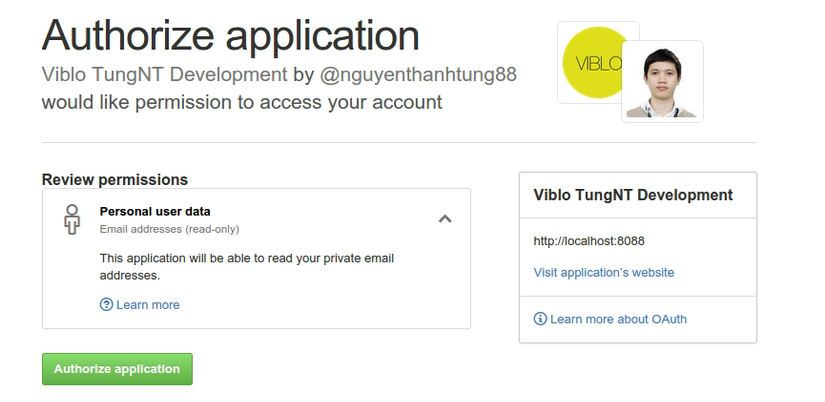 Authorize application
VIBLO
Viblo TungNT Development by @nguyenthanhtung88
would like permission to access your account
Review permissions
Personal user data
Email addresses (read-only)
This application will be able to read your private email
addresses.
Learn more
Authorize application
Viblo TungNT Development
http://localhost:8088
Visit application's website
Learn more about OAuth